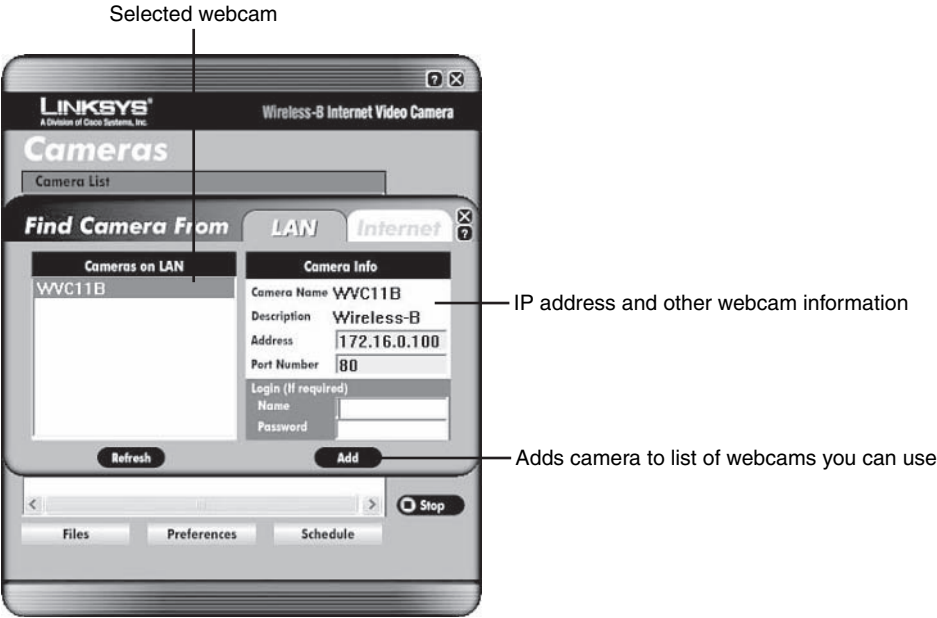 Selected webcam
LINKSYS®
A Division of Cisco Systems, Inc.
Wireless-B Internet Video Camera
Cameras
Camera List
Find Camera From
LAN
Internet
Cameras on LAN
WVC11B
Camera Info
Camera Name WVC11B
Description Wireless-B
Address 172.16.0.100
Port Number 80
Login (If required)
Name
Password
IP address and other webcam information
Refresh
Add
Adds camera to list of webcams you can use
Stop
Files
Preferences
Schedule